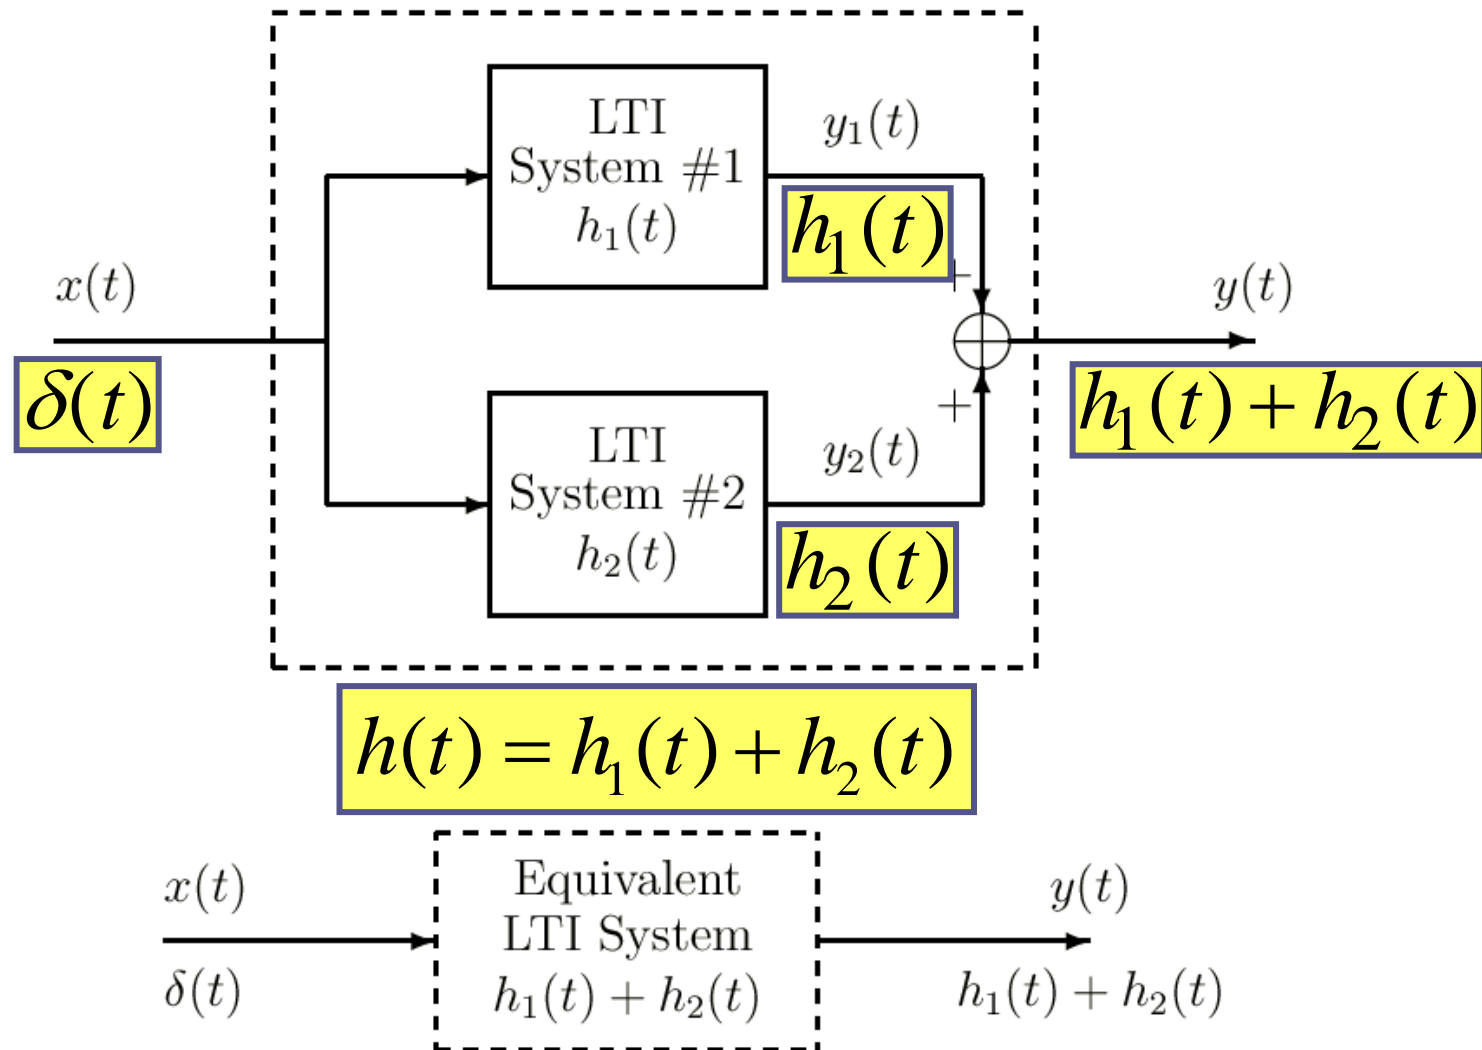 LTI
System #1
h₁(t)
y₁(t)
h₁(t)
+
x(t)
δ(t)
y(t)
h₁(t) + h₂(t)
+
LTI
System #2
h₂(t)
y₂(t)
h₂(t)
h(t) = h₁(t) + h₂(t)
x(t)
δ(t)
Equivalent
LTI System
h₁(t) + h₂(t)
y(t)
h₁(t) + h₂(t)